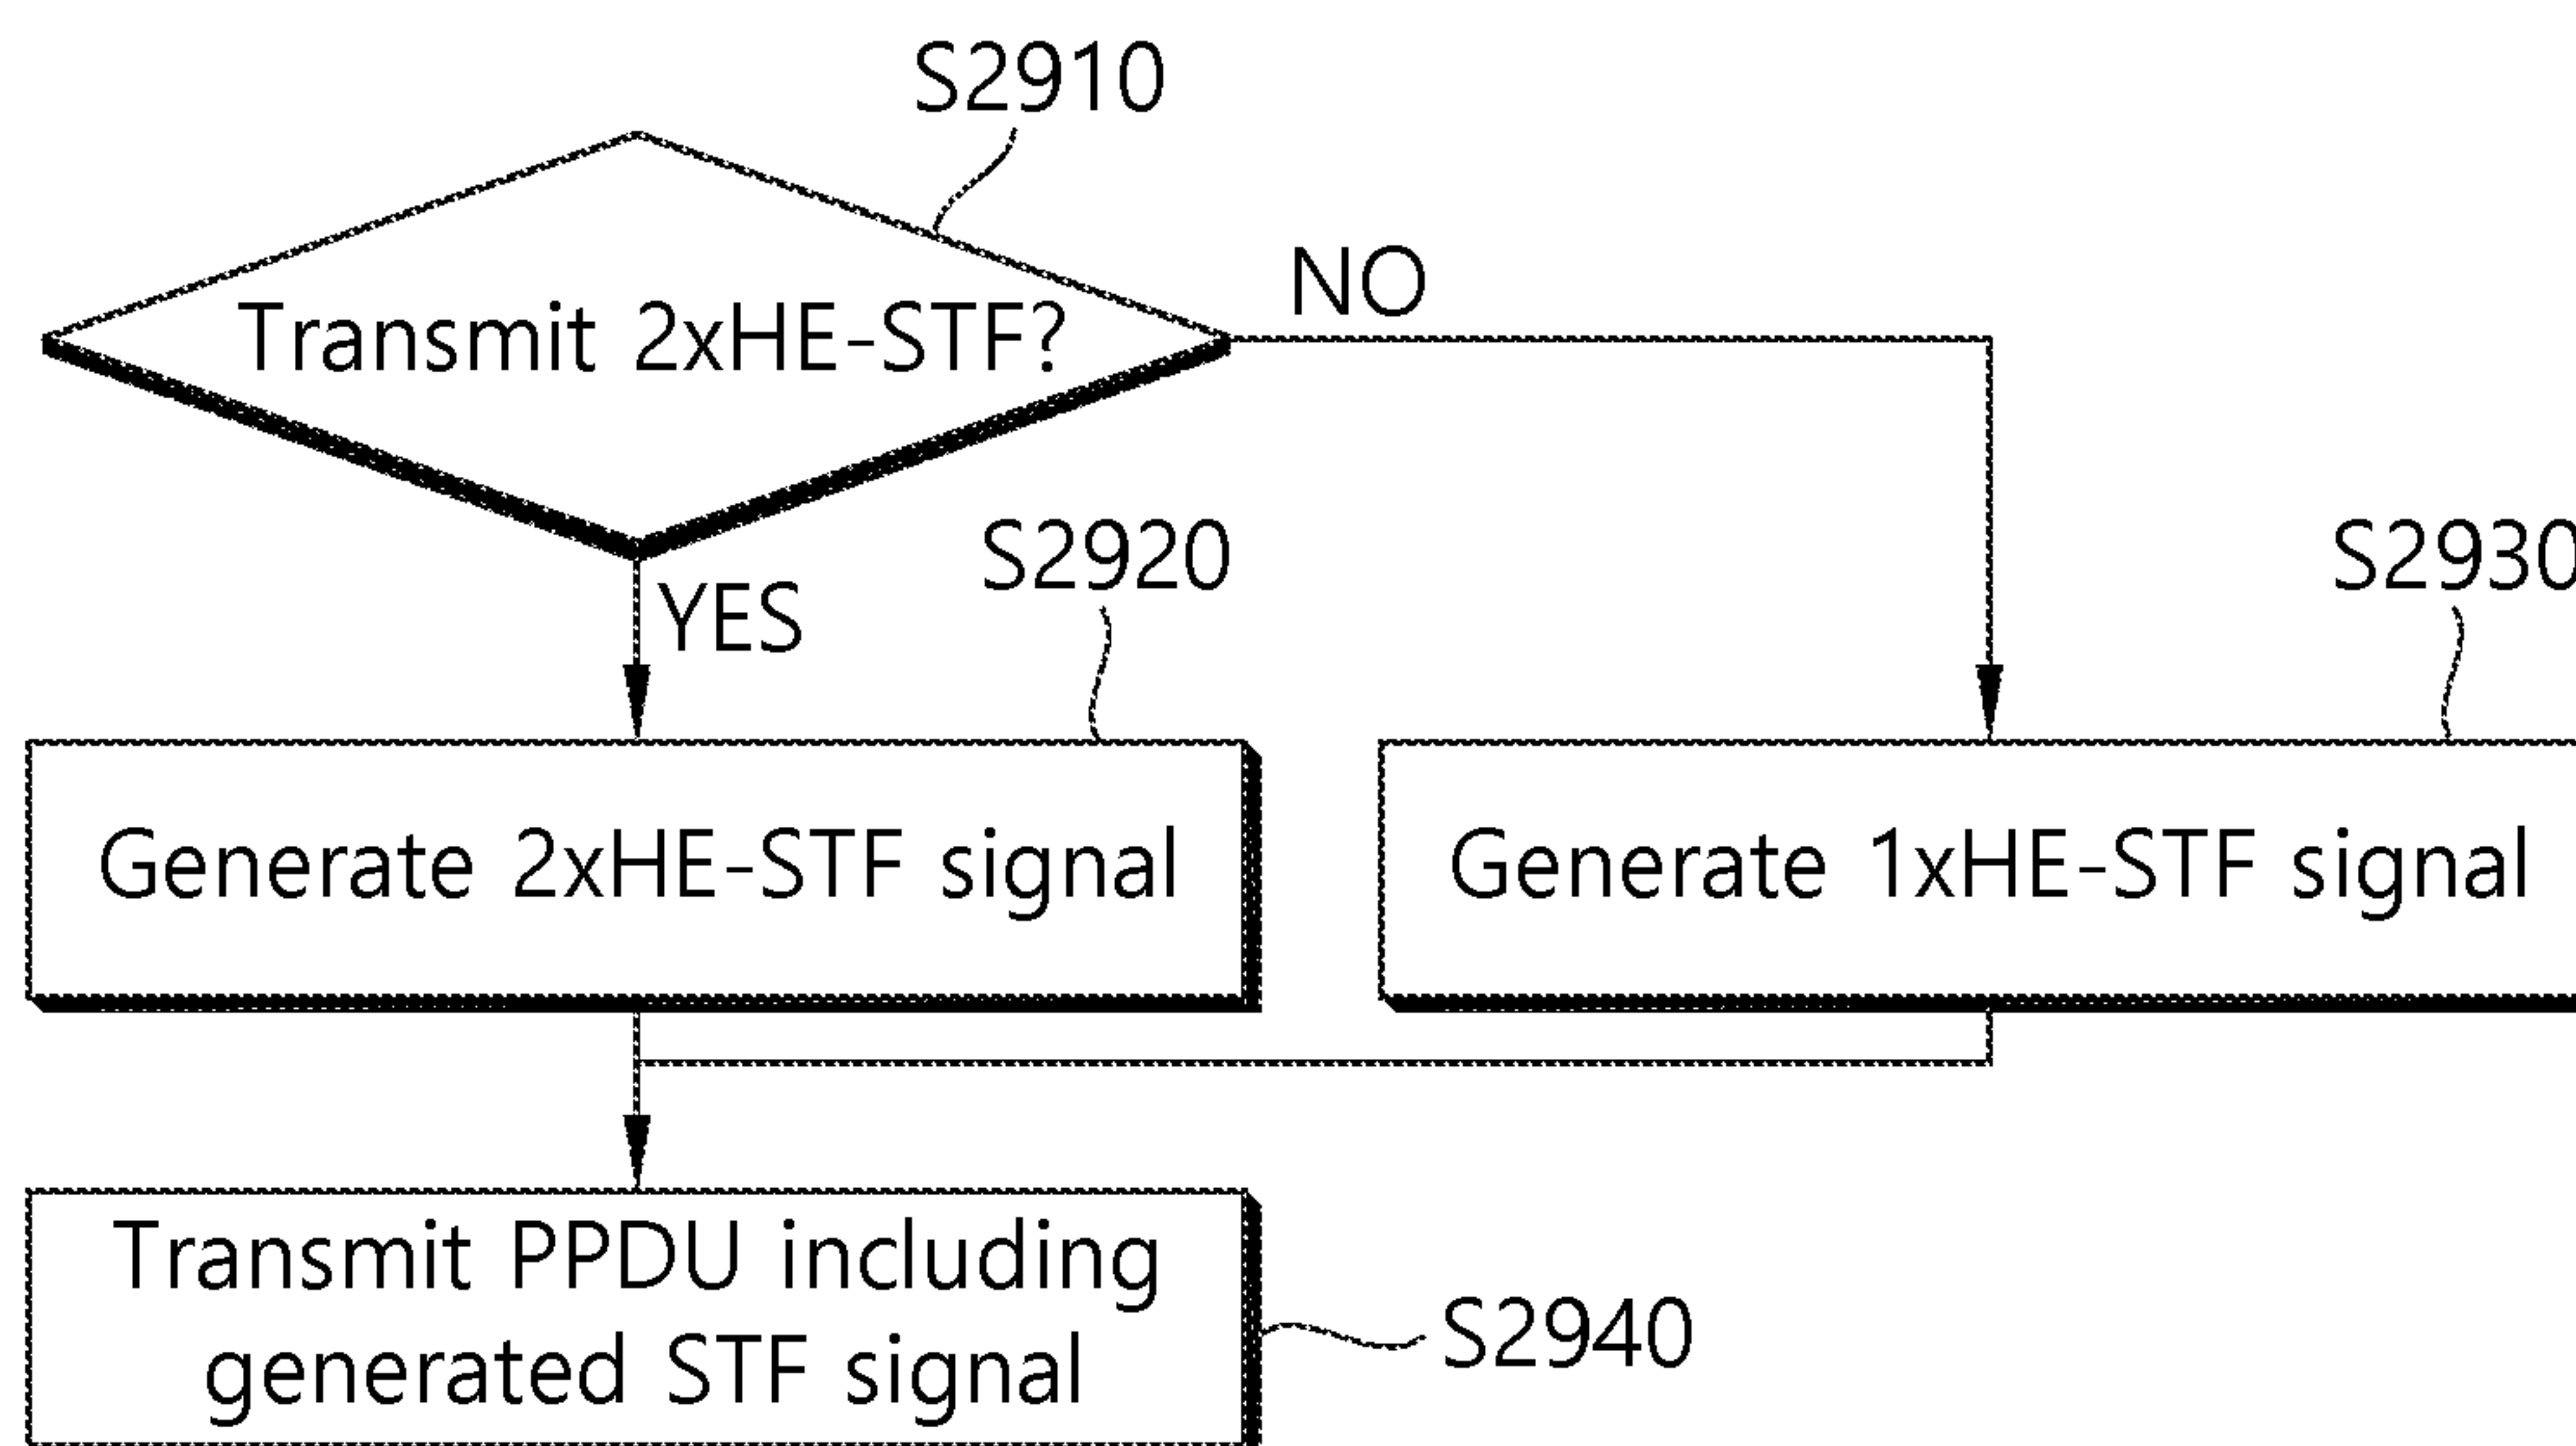 S2910
Transmit 2xHE-STF?
NO
YES
S2920
S2930
Generate 2xHE-STF signal
Generate 1xHE-STF signal
Transmit PPDU including
generated STF signal
S2940